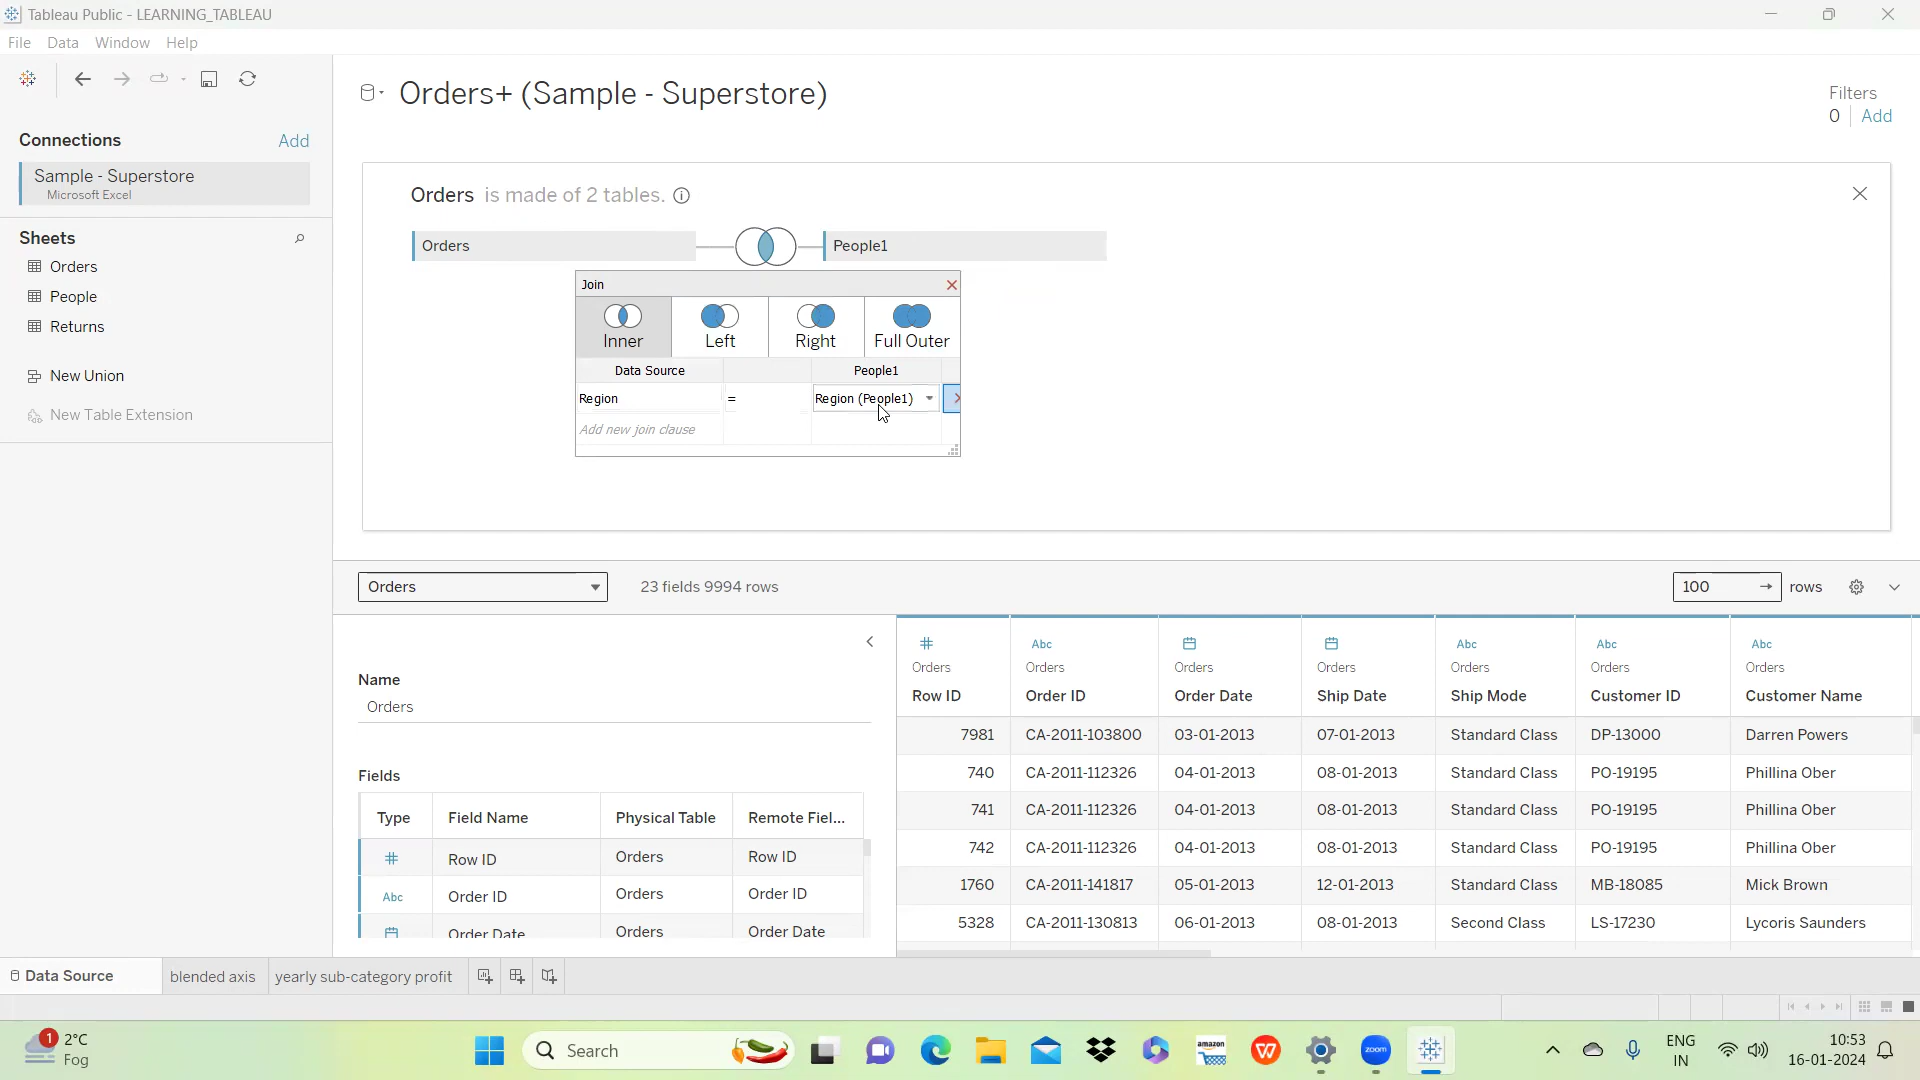 Tableau Public - LEARNING_TABLEAU
File Data Window Help
Connections Add
Sample - Superstore
Microsoft Excel
Sheets
Orders
People
Returns
New Union
New Table Extension
Orders+ (Sample - Superstore)
Filters
0 Add
Orders is made of 2 tables.
Orders People1
Join
Inner Left Right Full Outer
Data Source People1
Region = Region (People1)
Add new join clause
Orders 23 fields 9994 rows 100 rows
Name
Orders
Fields
Type Field Name Physical Table Remote Fiel...
Row ID Orders Row ID
Abc Order ID Orders Order ID
Order Date Orders Order Date
Abc Abc Abc Abc
Orders Orders Orders Orders Orders Orders Orders
Row ID Order ID Order Date Ship Date Ship Mode Customer ID Customer Name
7981 CA-2011-103800 03-01-2013 07-01-2013 Standard Class DP-13000 Darren Powers
740 CA-2011-112326 04-01-2013 08-01-2013 Standard Class PO-19195 Phillina Ober
741 CA-2011-112326 04-01-2013 08-01-2013 Standard Class PO-19195 Phillina Ober
742 CA-2011-112326 04-01-2013 08-01-2013 Standard Class PO-19195 Phillina Ober
1760 CA-2011-141817 05-01-2013 12-01-2013 Standard Class MB-18085 Mick Brown
5328 CA-2011-130813 06-01-2013 08-01-2013 Second Class LS-17230 Lycoris Saunders
Data Source blended axis yearly sub-category profit
1 2°C
Fog
Search
amazon
zoom
ENG
IN
10:53
16-01-2024